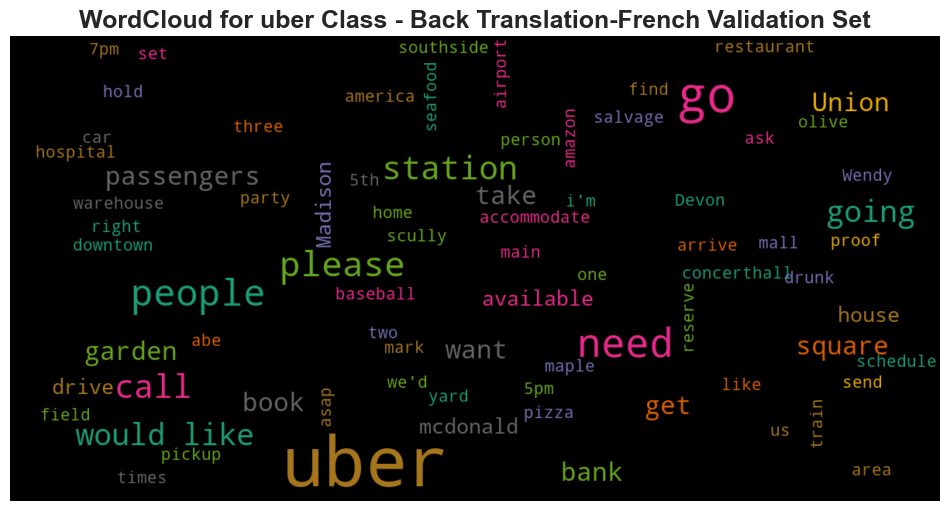 WordCloud for uber Class - Back Translation-French Validation Set
7pm
set
southside
airport
restaurant
hold
america
seafood
find
go
Union
salvage
olive
three
person
amazon
ask
car
hospital
passengers
station
5th
take
i'm
Devon
Wendy
warehouse
party
Madison
home
accommodate
going
right
downtown
scully
main
arrive
mall
proof
please
one
concerthall
drunk
people
baseball
available
reserve
house
garden
abe
two
mark
want
need
square
maple
schedule
drive
call
book
asap
we'd
yard
5pm
pizza
like
send
get
field
would like
pickup
mcdonald
us
train
times
uber
bank
area